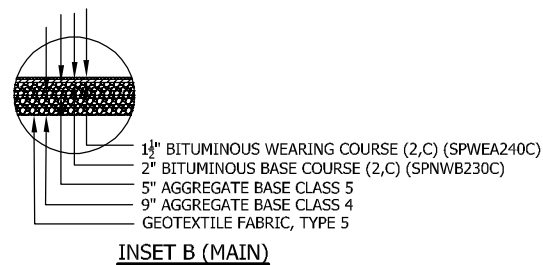 1½" BITUMINOUS WEARING COURSE (2,C) (SPWEA240C)
2" BITUMINOUS BASE COURSE (2,C) (SPNWB230C)
5" AGGREGATE BASE CLASS 5
9" AGGREGATE BASE CLASS 4
GEOTEXTILE FABRIC, TYPE 5
INSET B (MAIN)